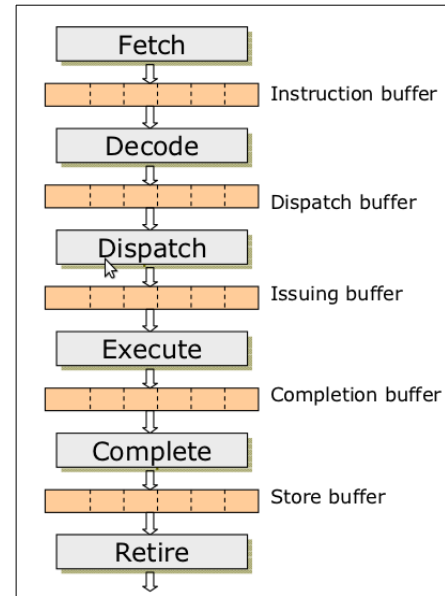 Fetch
Instruction buffer
Decode
Dispatch buffer
Dispatch
Issuing buffer
Execute
Completion buffer
Complete
Store buffer
Retire